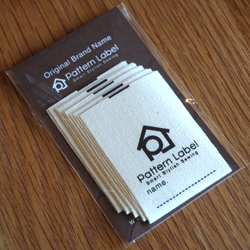 Original Brand Name
Pattern Label
Smart Stylish Sewing
Pattern Label
Smart Stylish Sewing
name.